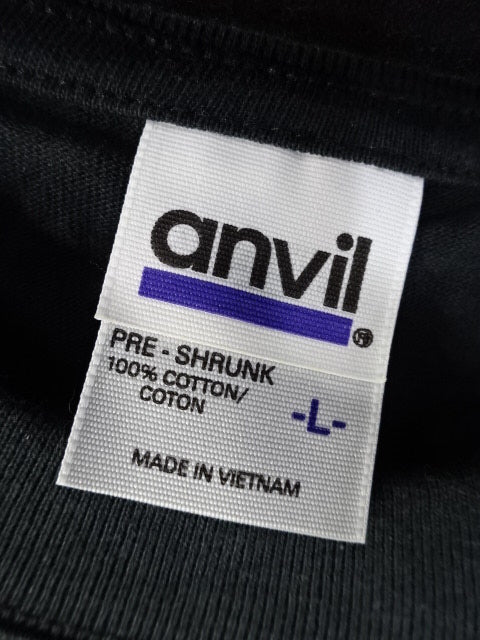 anvil®
PRE - SHRUNK
100% COTTON/
COTON
-L-
MADE IN VIETNAM